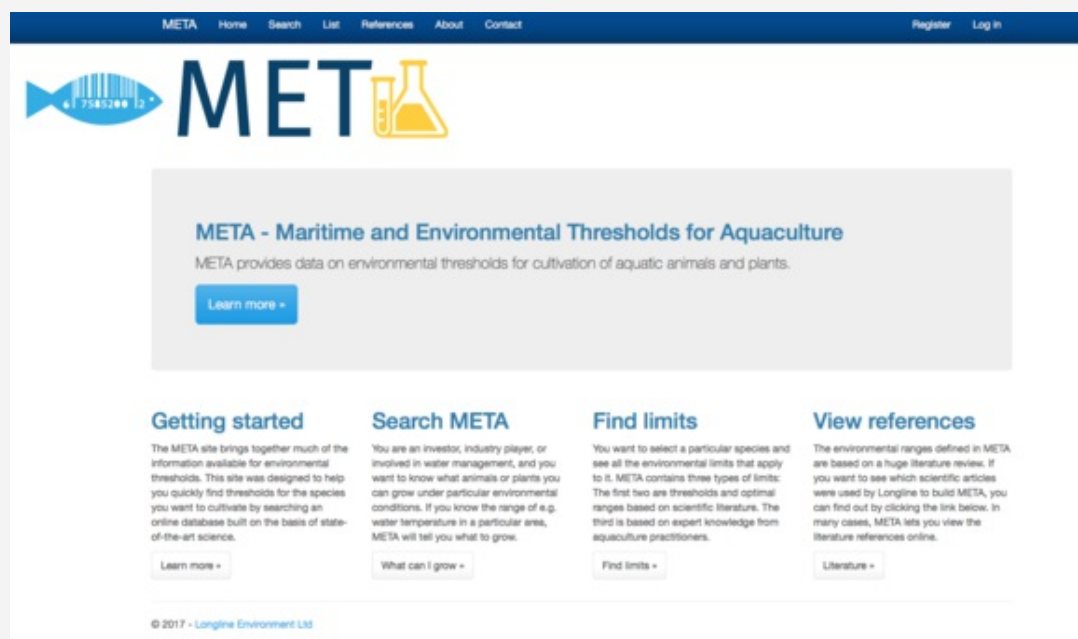 META Home Search List References About Contact Register Log in
6 7585200 2
MET
META - Maritime and Environmental Thresholds for Aquaculture
META provides data on environmental thresholds for cultivation of aquatic animals and plants.
Learn more »
Getting started
The META site brings together much of the
information available for environmental
thresholds. This site was designed to help
you quickly find thresholds for the species
you want to cultivate by searching an
online database built on the basis of state-
of-the-art science.
Learn more »
Search META
You are an investor, industry player, or
involved in water management, and you
want to know what animals or plants you
can grow under particular environmental
conditions. If you know the range of e.g.
water temperature in a particular area,
META will tell you what to grow.
What can I grow »
Find limits
You want to select a particular species and
see all the environmental limits that apply
to it. META contains three types of limits:
The first two are thresholds and optimal
ranges based on scientific literature. The
third is based on expert knowledge from
aquaculture practitioners.
Find limits »
View references
The environmental ranges defined in META
are based on a huge literature review. If
you want to see which scientific articles
were used by Longline to build META, you
can find out by clicking the link below. In
many cases, META lets you view the
literature references online.
Literature »
© 2017 - Longline Environment Ltd